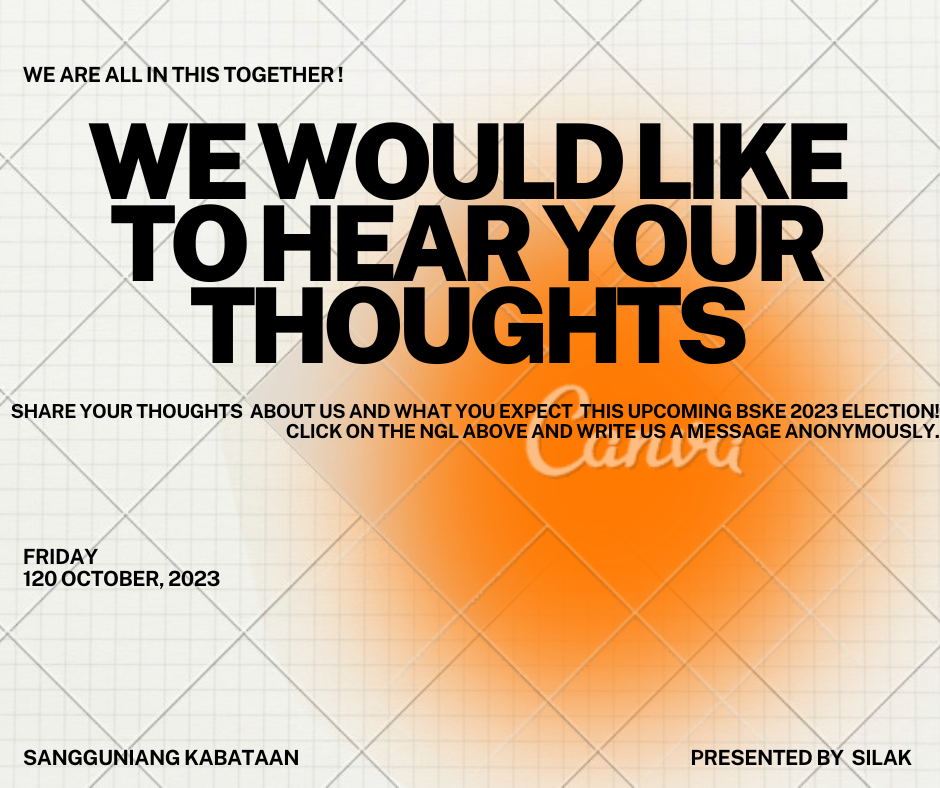 WE ARE ALL IN THIS TOGETHER !
WE WOULD LIKE
TO HEAR YOUR
THOUGHTS
SHARE YOUR THOUGHTS ABOUT US AND WHAT YOU EXPECT THIS UPCOMING BSKE 2023 ELECTION!
CLICK ON THE NGL ABOVE AND WRITE US A MESSAGE ANONYMOUSLY.
Canva
FRIDAY
120 OCTOBER, 2023
SANGGUNIANG KABATAAN
PRESENTED BY SILAK